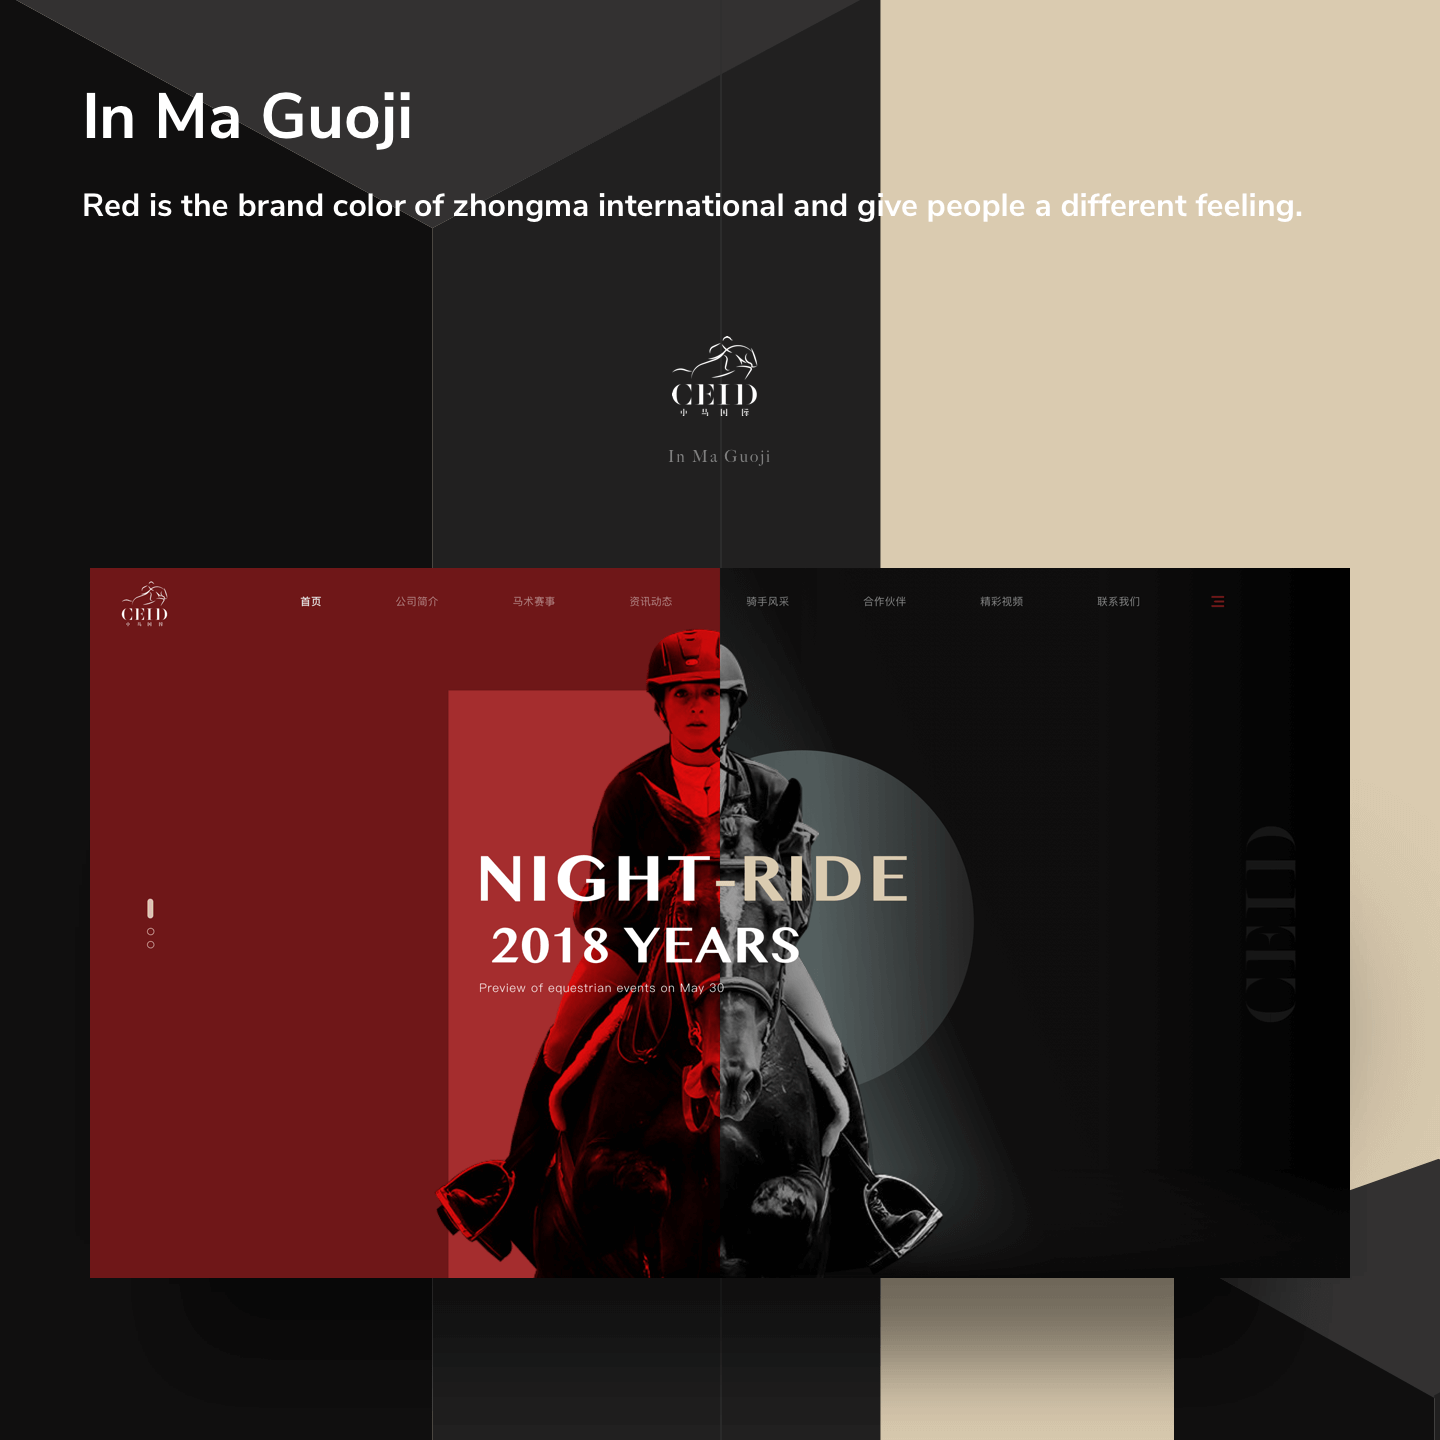 In Ma Guoji
Red is the brand color of zhongma international and give people a different feeling.
CEID
中马国际
In Ma Guoji
CEID
中马国际
首页 公司简介 马术赛事 资讯动态 骑手风采 合作伙伴 精彩视频 联系我们
NIGHT-RIDE
2018 YEARS
Preview of equestrian events on May 30
CEID